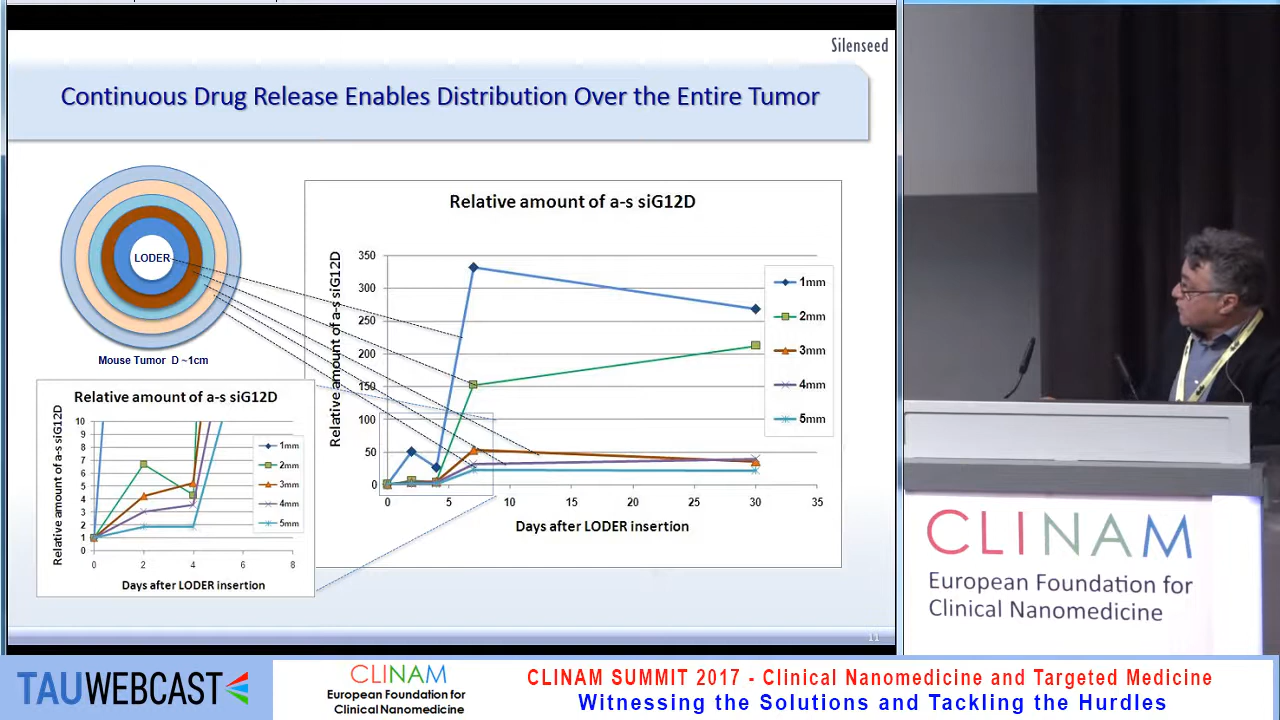 Silenseed
Continuous Drug Release Enables Distribution Over the Entire Tumor
LODER
Mouse Tumor D ~1cm
Relative amount of a-s siG12D
Relative amount of a-s siG12D
350
300
250
200
150
100
50
0
0
5
10
15
20
25
30
35
Days after LODER insertion
1mm
2mm
3mm
4mm
5mm
Relative amount of a-s siG12D
Relative amount of a-s siG12D
10
9
8
7
6
5
4
3
2
1
0
0
2
4
6
8
Days after LODER insertion
1mm
2mm
3mm
4mm
5mm
11
CLINAM
European Foundation for
Clinical Nanomedicine
TAUWEBCAST
CLINAM
European Foundation for
Clinical Nanomedicine
CLINAM SUMMIT 2017 - Clinical Nanomedicine and Targeted Medicine
Witnessing the Solutions and Tackling the Hurdles